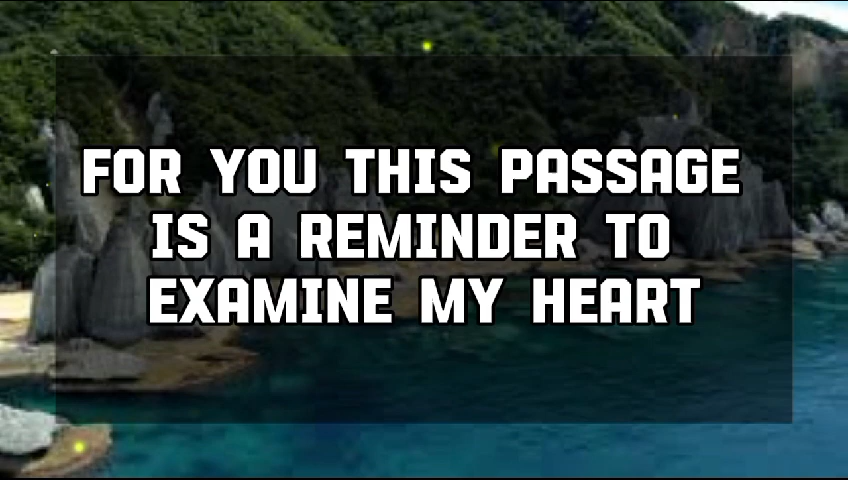 FOR YOU THIS PASSAGE
IS A REMINDER TO
EXAMINE MY HEART